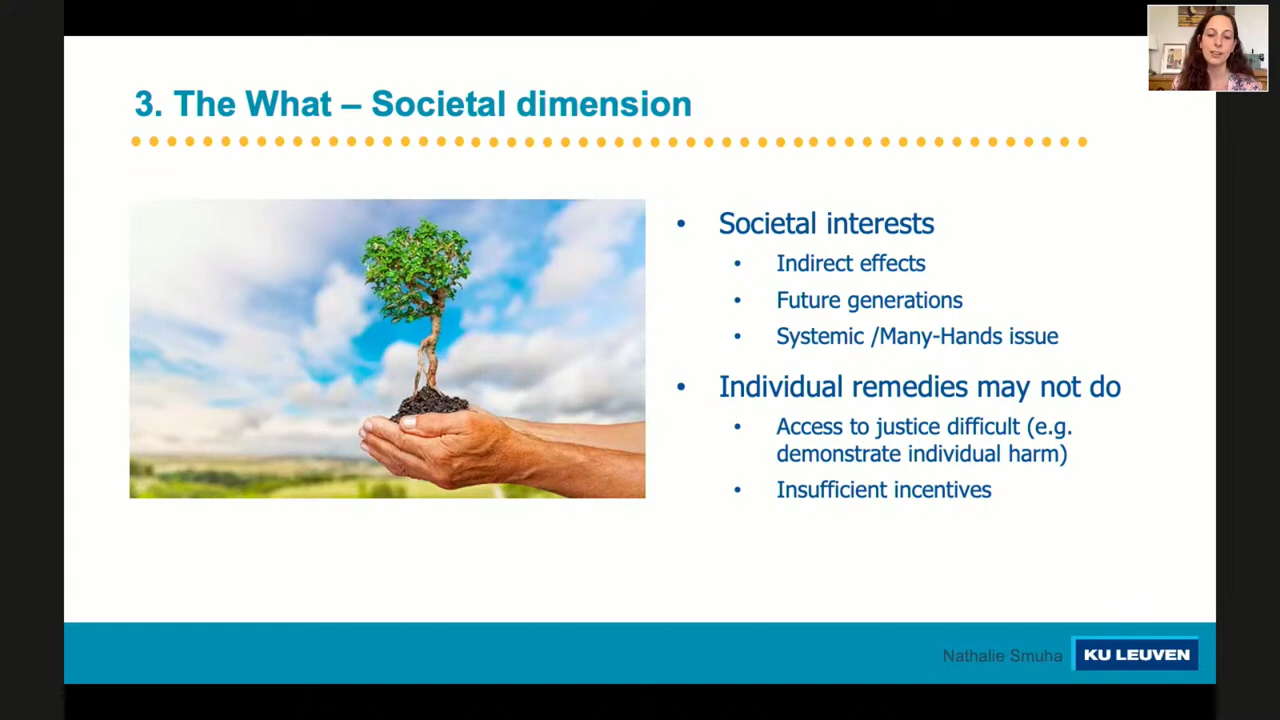 3. The What – Societal dimension
• Societal interests
• Indirect effects
• Future generations
• Systemic /Many-Hands issue
• Individual remedies may not do
• Access to justice difficult (e.g.
demonstrate individual harm)
• Insufficient incentives
Nathalie Smuha
KU LEUVEN